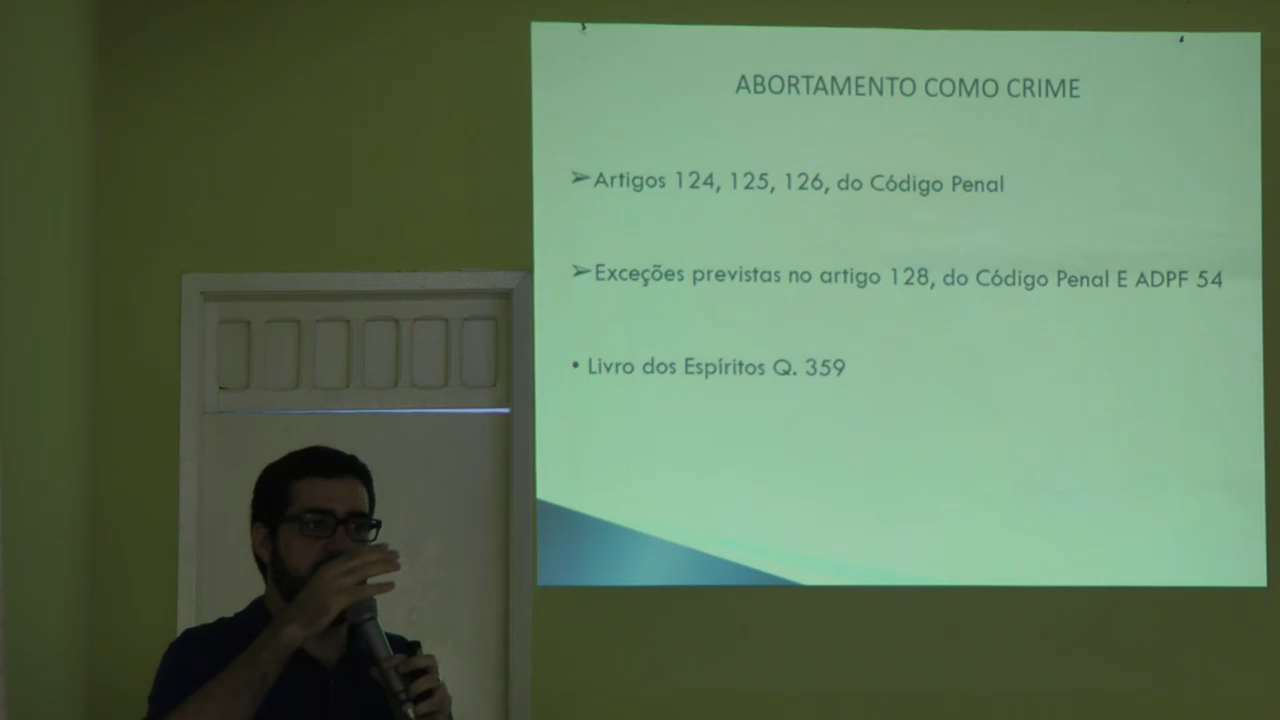 ABORTAMENTO COMO CRIME
➢Artigos 124, 125, 126, do Código Penal
➢Exceções previstas no artigo 128, do Código Penal E ADPF 54
• Livro dos Espíritos Q. 359